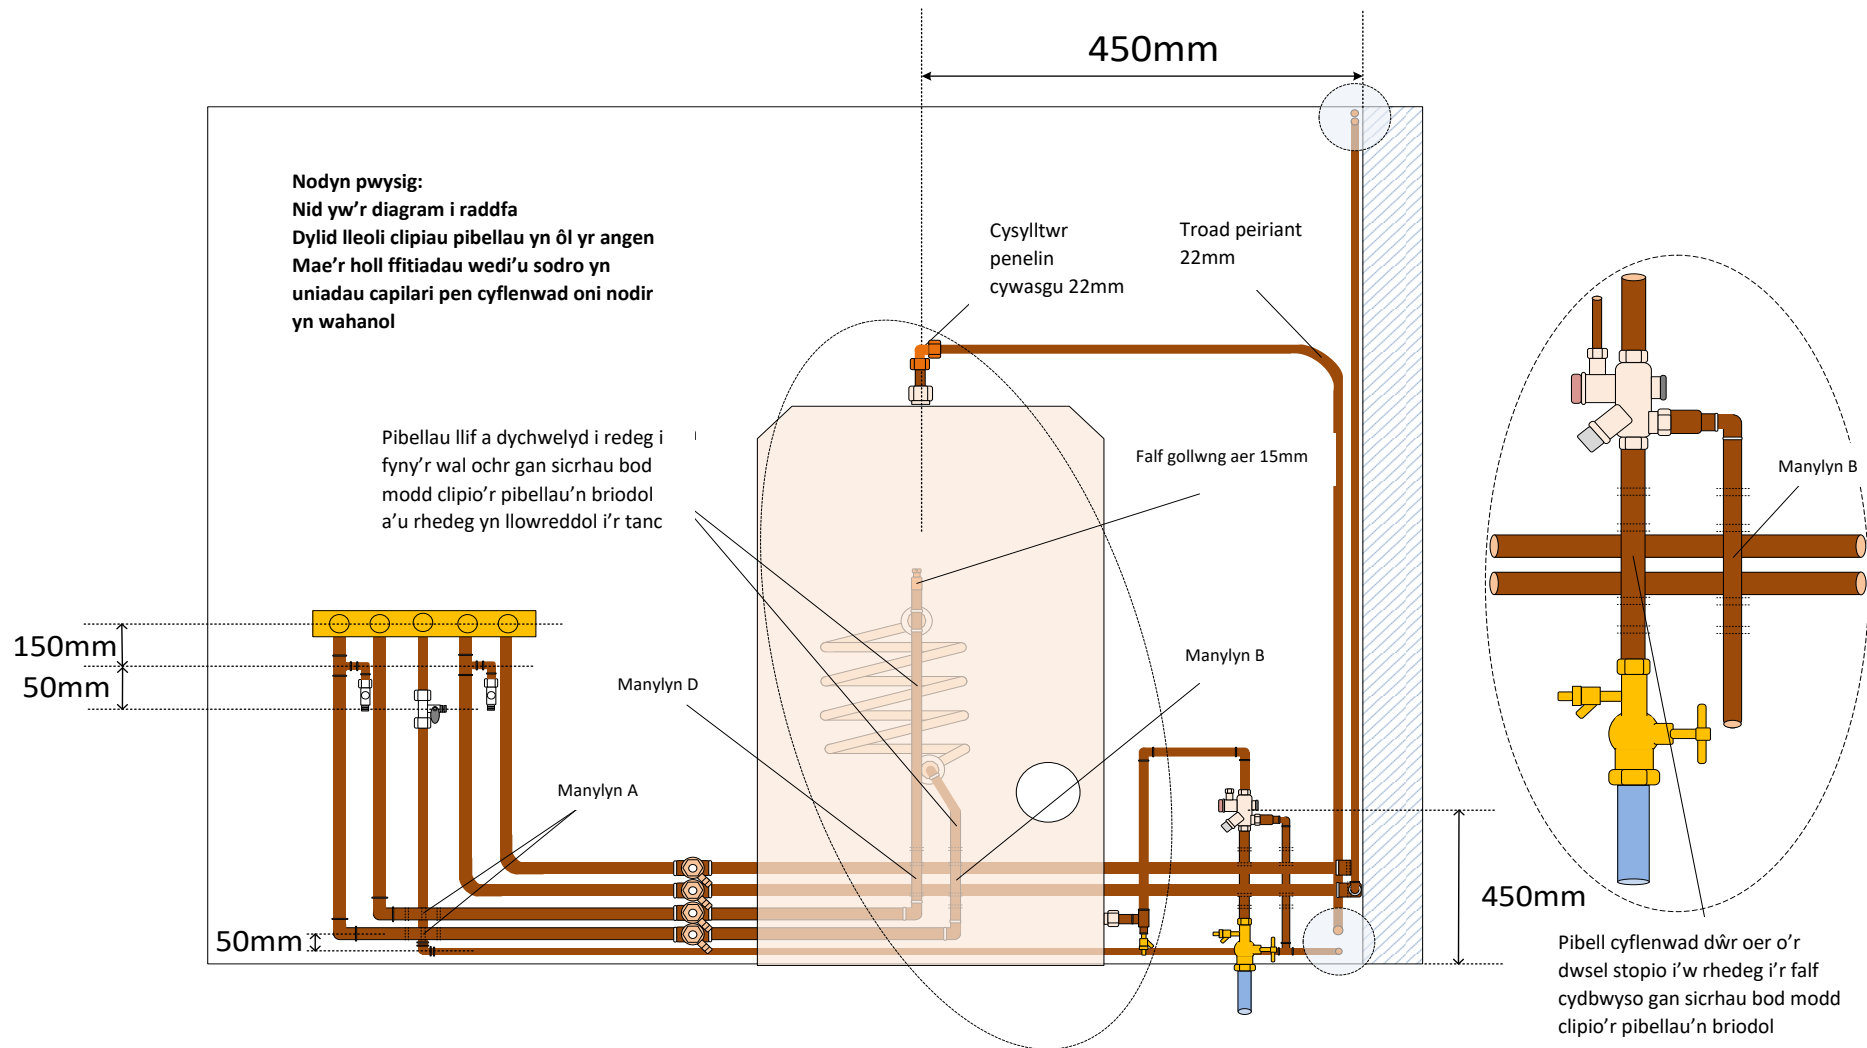 450mm
Nodyn pwysig:
Nid yw'r diagram i raddfa
Dylid lleoli clipiau pibellau yn ôl yr angen
Mae'r holl ffitiadau wedi'u sodro yn
uniadau capilari pen cyflenwad oni nodir
yn wahanol
Cysylltwr
penelin
cywasgu 22mm
Troad peiriant
22mm
Pibellau llif a dychwelyd i redeg i
fyny'r wal ochr gan sicrhau bod
modd clipio'r pibellau'n briodol
a'u rhedeg yn llowreddol i'r tanc
Falf gollwng aer 15mm
Manylyn B
150mm
50mm
Manylyn D
Manylyn B
Manylyn A
50mm
450mm
Pibell cyflenwad dŵr oer o'r
dwsel stopio i'w rhedeg i'r falf
cydbwyso gan sicrhau bod modd
clipio'r pibellau'n briodol